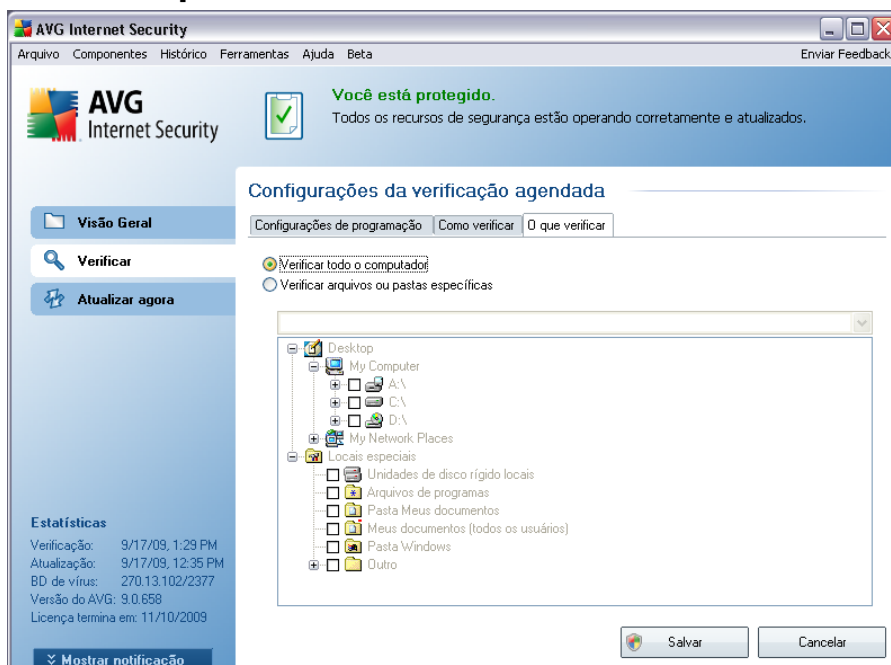 AVG Internet Security
Arquivo Componentes Histórico Ferramentas Ajuda Beta Enviar Feedback
AVG
Internet Security
Você está protegido.
Todos os recursos de segurança estão operando corretamente e atualizados.
Visão Geral
Verificar
Atualizar agora
Configurações da verificação agendada
Configurações de programação Como verificar O que verificar
Verificar todo o computador
Verificar arquivos ou pastas específicas
Desktop
My Computer
A:\
C:\
D:\
My Network Places
Locais especiais
Unidades de disco rígido locais
Arquivos de programas
Pasta Meus documentos
Meus documentos (todos os usuários)
Pasta Windows
Outro
Estatísticas
Verificação: 9/17/09, 1:29 PM
Atualização: 9/17/09, 12:35 PM
BD de vírus: 270.13.102/2377
Versão do AVG: 9.0.658
Licença termina em: 11/10/2009
Mostrar notificação
Salvar Cancelar